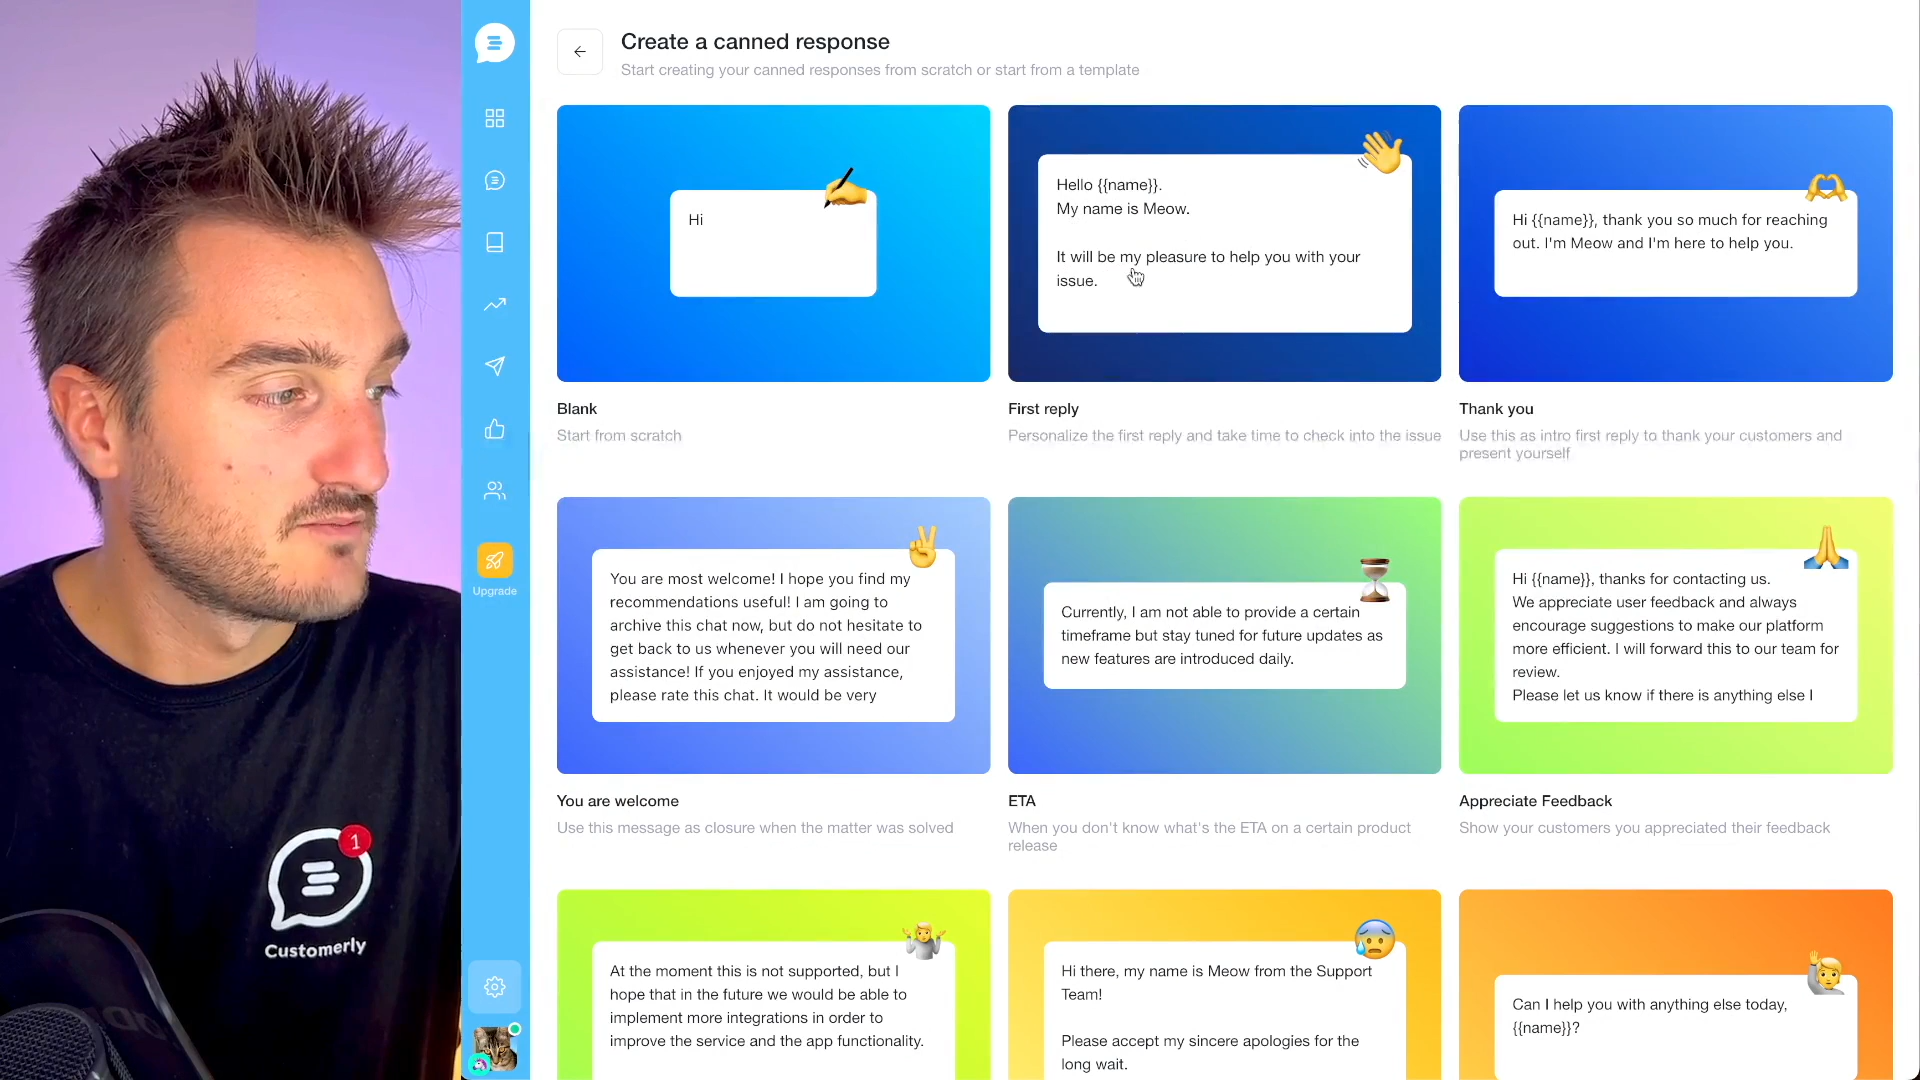 Create a canned response
Start creating your canned responses from scratch or start from a template
Hi
Hello {{name}}.
My name is Meow.
It will be my pleasure to help you with your
issue.
Hi {{name}}, thank you so much for reaching
out. I'm Meow and I'm here to help you.
Blank
Start from scratch
First reply
Personalize the first reply and take time to check into the issue
Thank you
Use this as intro first reply to thank your customers and
present yourself
Upgrade
You are most welcome! I hope you find my
recommendations useful! I am going to
archive this chat now, but do not hesitate to
get back to us whenever you will need our
assistance! If you enjoyed my assistance,
please rate this chat. It would be very
Currently, I am not able to provide a certain
timeframe but stay tuned for future updates as
new features are introduced daily.
Hi {{name}}, thanks for contacting us.
We appreciate user feedback and always
encourage suggestions to make our platform
more efficient. I will forward this to our team for
review.
Please let us know if there is anything else I
You are welcome
Use this message as closure when the matter was solved
ETA
When you don't know what's the ETA on a certain product
release
Appreciate Feedback
Show your customers you appreciated their feedback
1
Customerly
At the moment this is not supported, but I
hope that in the future we would be able to
implement more integrations in order to
improve the service and the app functionality.
Hi there, my name is Meow from the Support
Team!
Please accept my sincere apologies for the
long wait.
Can I help you with anything else today,
{{name}}?